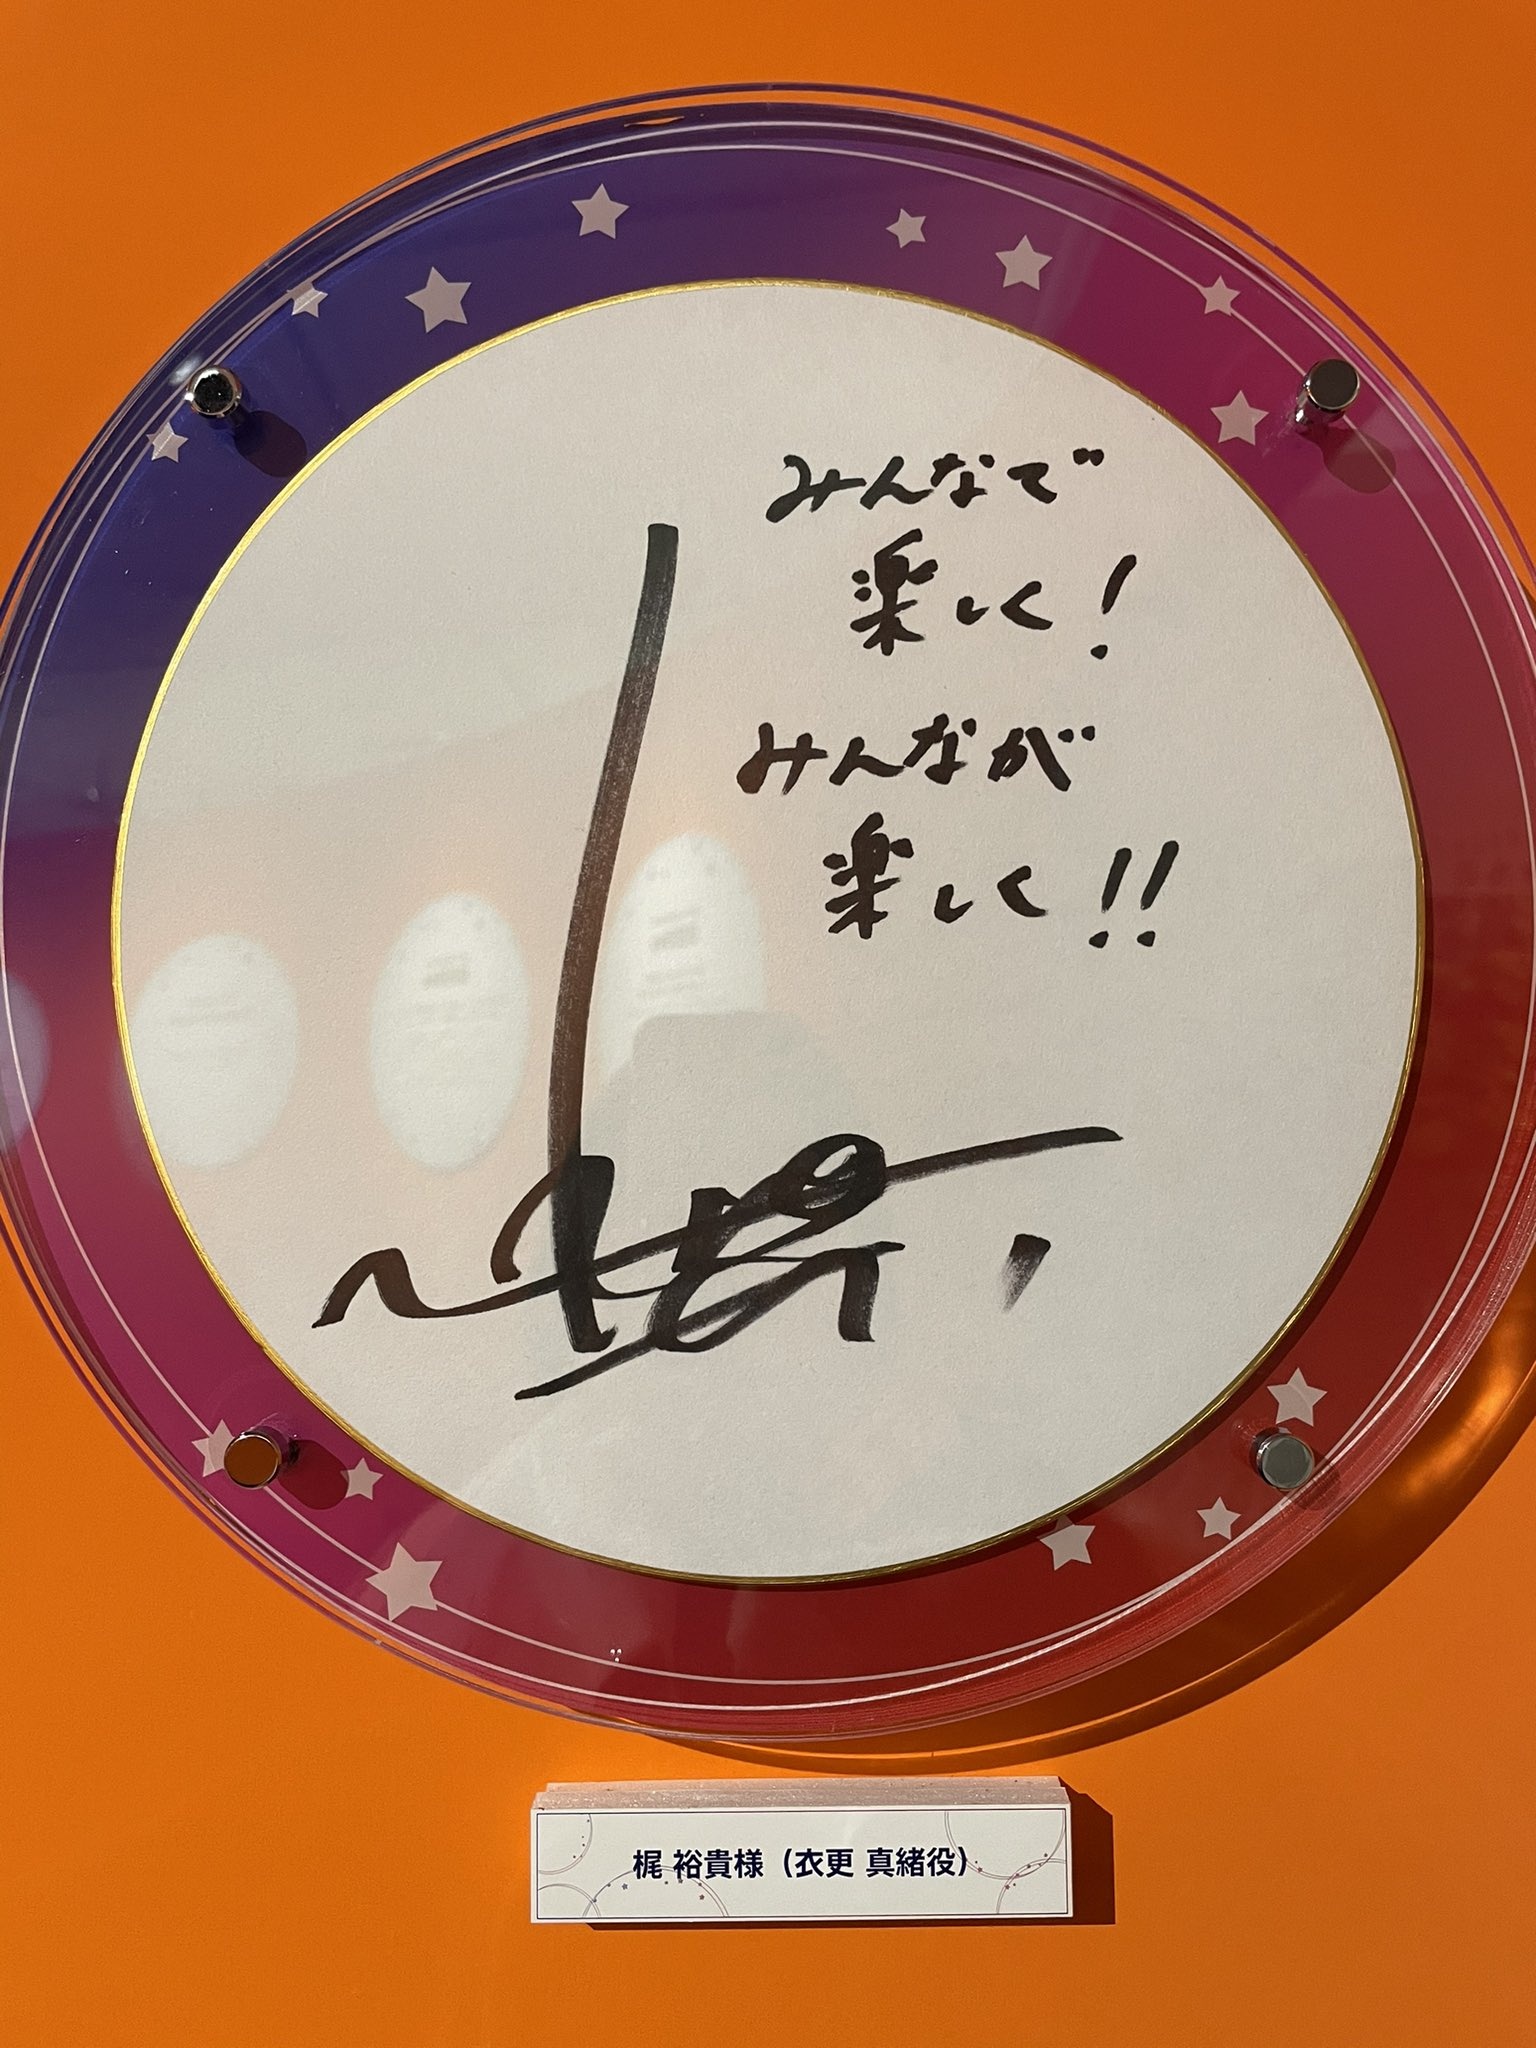 みんなで
楽しく!
みんなが
楽しく!!
梶 裕貴様（衣更 真緒役）